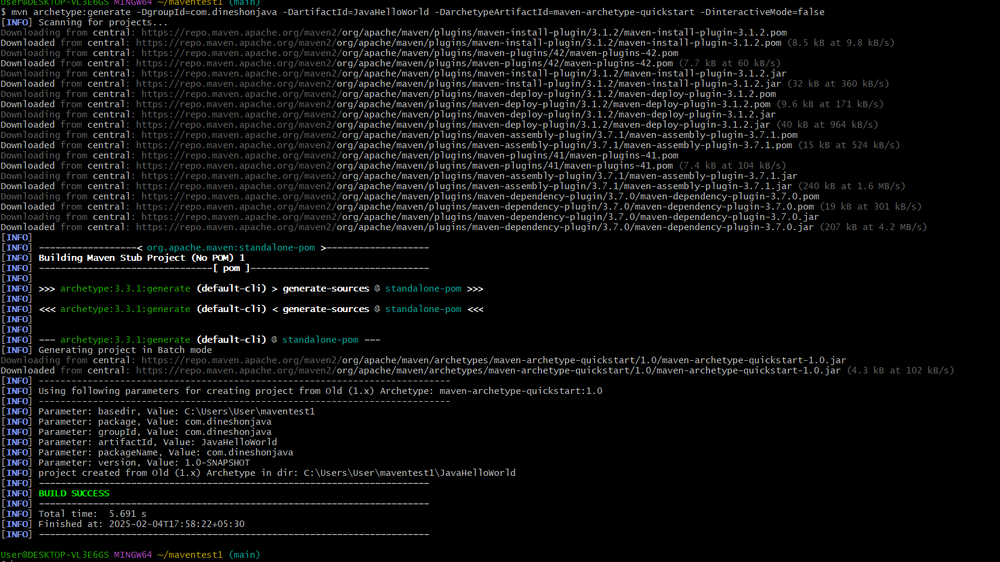 User@DESKTOP-VL3E6GS MINGW64 ~/maventest1 (main)
$ mvn archetype:generate -DgroupId=com.dineshonjava -DartifactId=JavaHelloWorld -DarchetypeArtifactId=maven-archetype-quickstart -DinteractiveMode=false
[INFO] Scanning for projects...
Downloading from central: https://repo.maven.apache.org/maven2/org/apache/maven/plugins/maven-install-plugin/3.1.2/maven-install-plugin-3.1.2.pom
Downloaded from central: https://repo.maven.apache.org/maven2/org/apache/maven/plugins/maven-install-plugin/3.1.2/maven-install-plugin-3.1.2.pom (8.5 kB at 9.8 kB/s)
Downloading from central: https://repo.maven.apache.org/maven2/org/apache/maven/plugins/maven-plugins/42/maven-plugins-42.pom
Downloaded from central: https://repo.maven.apache.org/maven2/org/apache/maven/plugins/maven-plugins/42/maven-plugins-42.pom (7.7 kB at 60 kB/s)
Downloading from central: https://repo.maven.apache.org/maven2/org/apache/maven/plugins/maven-install-plugin/3.1.2/maven-install-plugin-3.1.2.jar
Downloaded from central: https://repo.maven.apache.org/maven2/org/apache/maven/plugins/maven-install-plugin/3.1.2/maven-install-plugin-3.1.2.jar (32 kB at 360 kB/s)
Downloading from central: https://repo.maven.apache.org/maven2/org/apache/maven/plugins/maven-deploy-plugin/3.1.2/maven-deploy-plugin-3.1.2.pom
Downloaded from central: https://repo.maven.apache.org/maven2/org/apache/maven/plugins/maven-deploy-plugin/3.1.2/maven-deploy-plugin-3.1.2.pom (9.6 kB at 171 kB/s)
Downloading from central: https://repo.maven.apache.org/maven2/org/apache/maven/plugins/maven-deploy-plugin/3.1.2/maven-deploy-plugin-3.1.2.jar
Downloaded from central: https://repo.maven.apache.org/maven2/org/apache/maven/plugins/maven-deploy-plugin/3.1.2/maven-deploy-plugin-3.1.2.jar (40 kB at 964 kB/s)
Downloading from central: https://repo.maven.apache.org/maven2/org/apache/maven/plugins/maven-assembly-plugin/3.7.1/maven-assembly-plugin-3.7.1.pom
Downloaded from central: https://repo.maven.apache.org/maven2/org/apache/maven/plugins/maven-assembly-plugin/3.7.1/maven-assembly-plugin-3.7.1.pom (15 kB at 524 kB/s)
Downloading from central: https://repo.maven.apache.org/maven2/org/apache/maven/plugins/maven-plugins/41/maven-plugins-41.pom
Downloaded from central: https://repo.maven.apache.org/maven2/org/apache/maven/plugins/maven-plugins/41/maven-plugins-41.pom (7.4 kB at 104 kB/s)
Downloading from central: https://repo.maven.apache.org/maven2/org/apache/maven/plugins/maven-assembly-plugin/3.7.1/maven-assembly-plugin-3.7.1.jar
Downloaded from central: https://repo.maven.apache.org/maven2/org/apache/maven/plugins/maven-assembly-plugin/3.7.1/maven-assembly-plugin-3.7.1.jar (240 kB at 1.6 MB/s)
Downloading from central: https://repo.maven.apache.org/maven2/org/apache/maven/plugins/maven-dependency-plugin/3.7.0/maven-dependency-plugin-3.7.0.pom
Downloaded from central: https://repo.maven.apache.org/maven2/org/apache/maven/plugins/maven-dependency-plugin/3.7.0/maven-dependency-plugin-3.7.0.pom (19 kB at 301 kB/s)
Downloading from central: https://repo.maven.apache.org/maven2/org/apache/maven/plugins/maven-dependency-plugin/3.7.0/maven-dependency-plugin-3.7.0.jar
Downloaded from central: https://repo.maven.apache.org/maven2/org/apache/maven/plugins/maven-dependency-plugin/3.7.0/maven-dependency-plugin-3.7.0.jar (207 kB at 4.2 MB/s)
[INFO]
[INFO] ------------------< org.apache.maven:standalone-pom >-------------------
[INFO] Building Maven Stub Project (No POM) 1
[INFO] --------------------------------[ pom ]---------------------------------
[INFO]
[INFO] >>> archetype:3.3.1:generate (default-cli) > generate-sources @ standalone-pom >>>
[INFO]
[INFO] <<< archetype:3.3.1:generate (default-cli) < generate-sources @ standalone-pom <<<
[INFO]
[INFO]
[INFO] --- archetype:3.3.1:generate (default-cli) @ standalone-pom ---
[INFO] Generating project in Batch mode
Downloading from central: https://repo.maven.apache.org/maven2/org/apache/maven/archetypes/maven-archetype-quickstart/1.0/maven-archetype-quickstart-1.0.jar
Downloaded from central: https://repo.maven.apache.org/maven2/org/apache/maven/archetypes/maven-archetype-quickstart/1.0/maven-archetype-quickstart-1.0.jar (4.3 kB at 102 kB/s)
[INFO] ----------------------------------------------------------------------------
[INFO] Using following parameters for creating project from Old (1.x) Archetype: maven-archetype-quickstart:1.0
[INFO] ----------------------------------------------------------------------------
[INFO] Parameter: basedir, Value: C:\Users\User\maventest1
[INFO] Parameter: package, Value: com.dineshonjava
[INFO] Parameter: groupId, Value: com.dineshonjava
[INFO] Parameter: artifactId, Value: JavaHelloWorld
[INFO] Parameter: packageName, Value: com.dineshonjava
[INFO] Parameter: version, Value: 1.0-SNAPSHOT
[INFO] project created from Old (1.x) Archetype in dir: C:\Users\User\maventest1\JavaHelloWorld
[INFO] ------------------------------------------------------------------------
[INFO] BUILD SUCCESS
[INFO] ------------------------------------------------------------------------
[INFO] Total time:  5.691 s
[INFO] Finished at: 2025-02-04T17:58:22+05:30
[INFO] ------------------------------------------------------------------------
User@DESKTOP-VL3E6GS MINGW64 ~/maventest1 (main)